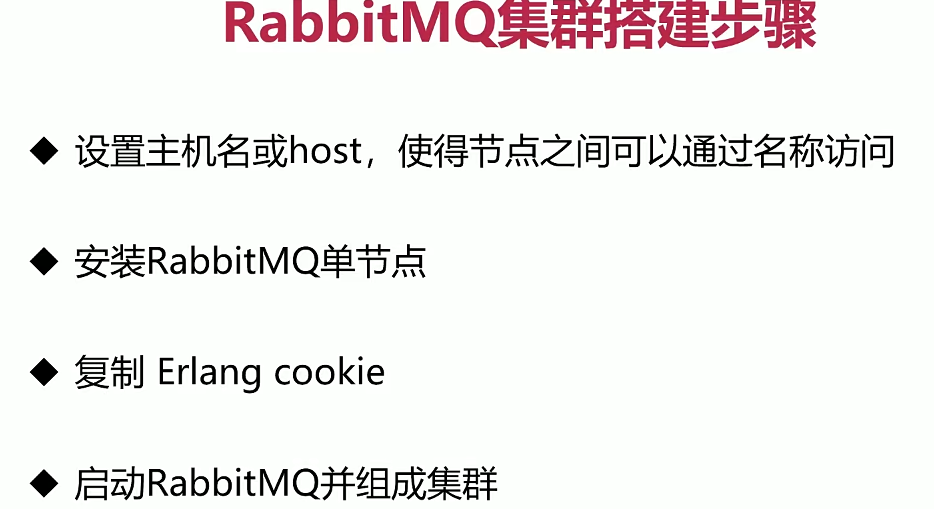 RabbitMQ集群搭建步骤
◆ 设置主机名或host，使得节点之间可以通过名称访问
◆ 安装RabbitMQ单节点
◆ 复制 Erlang cookie
◆ 启动RabbitMQ并组成集群